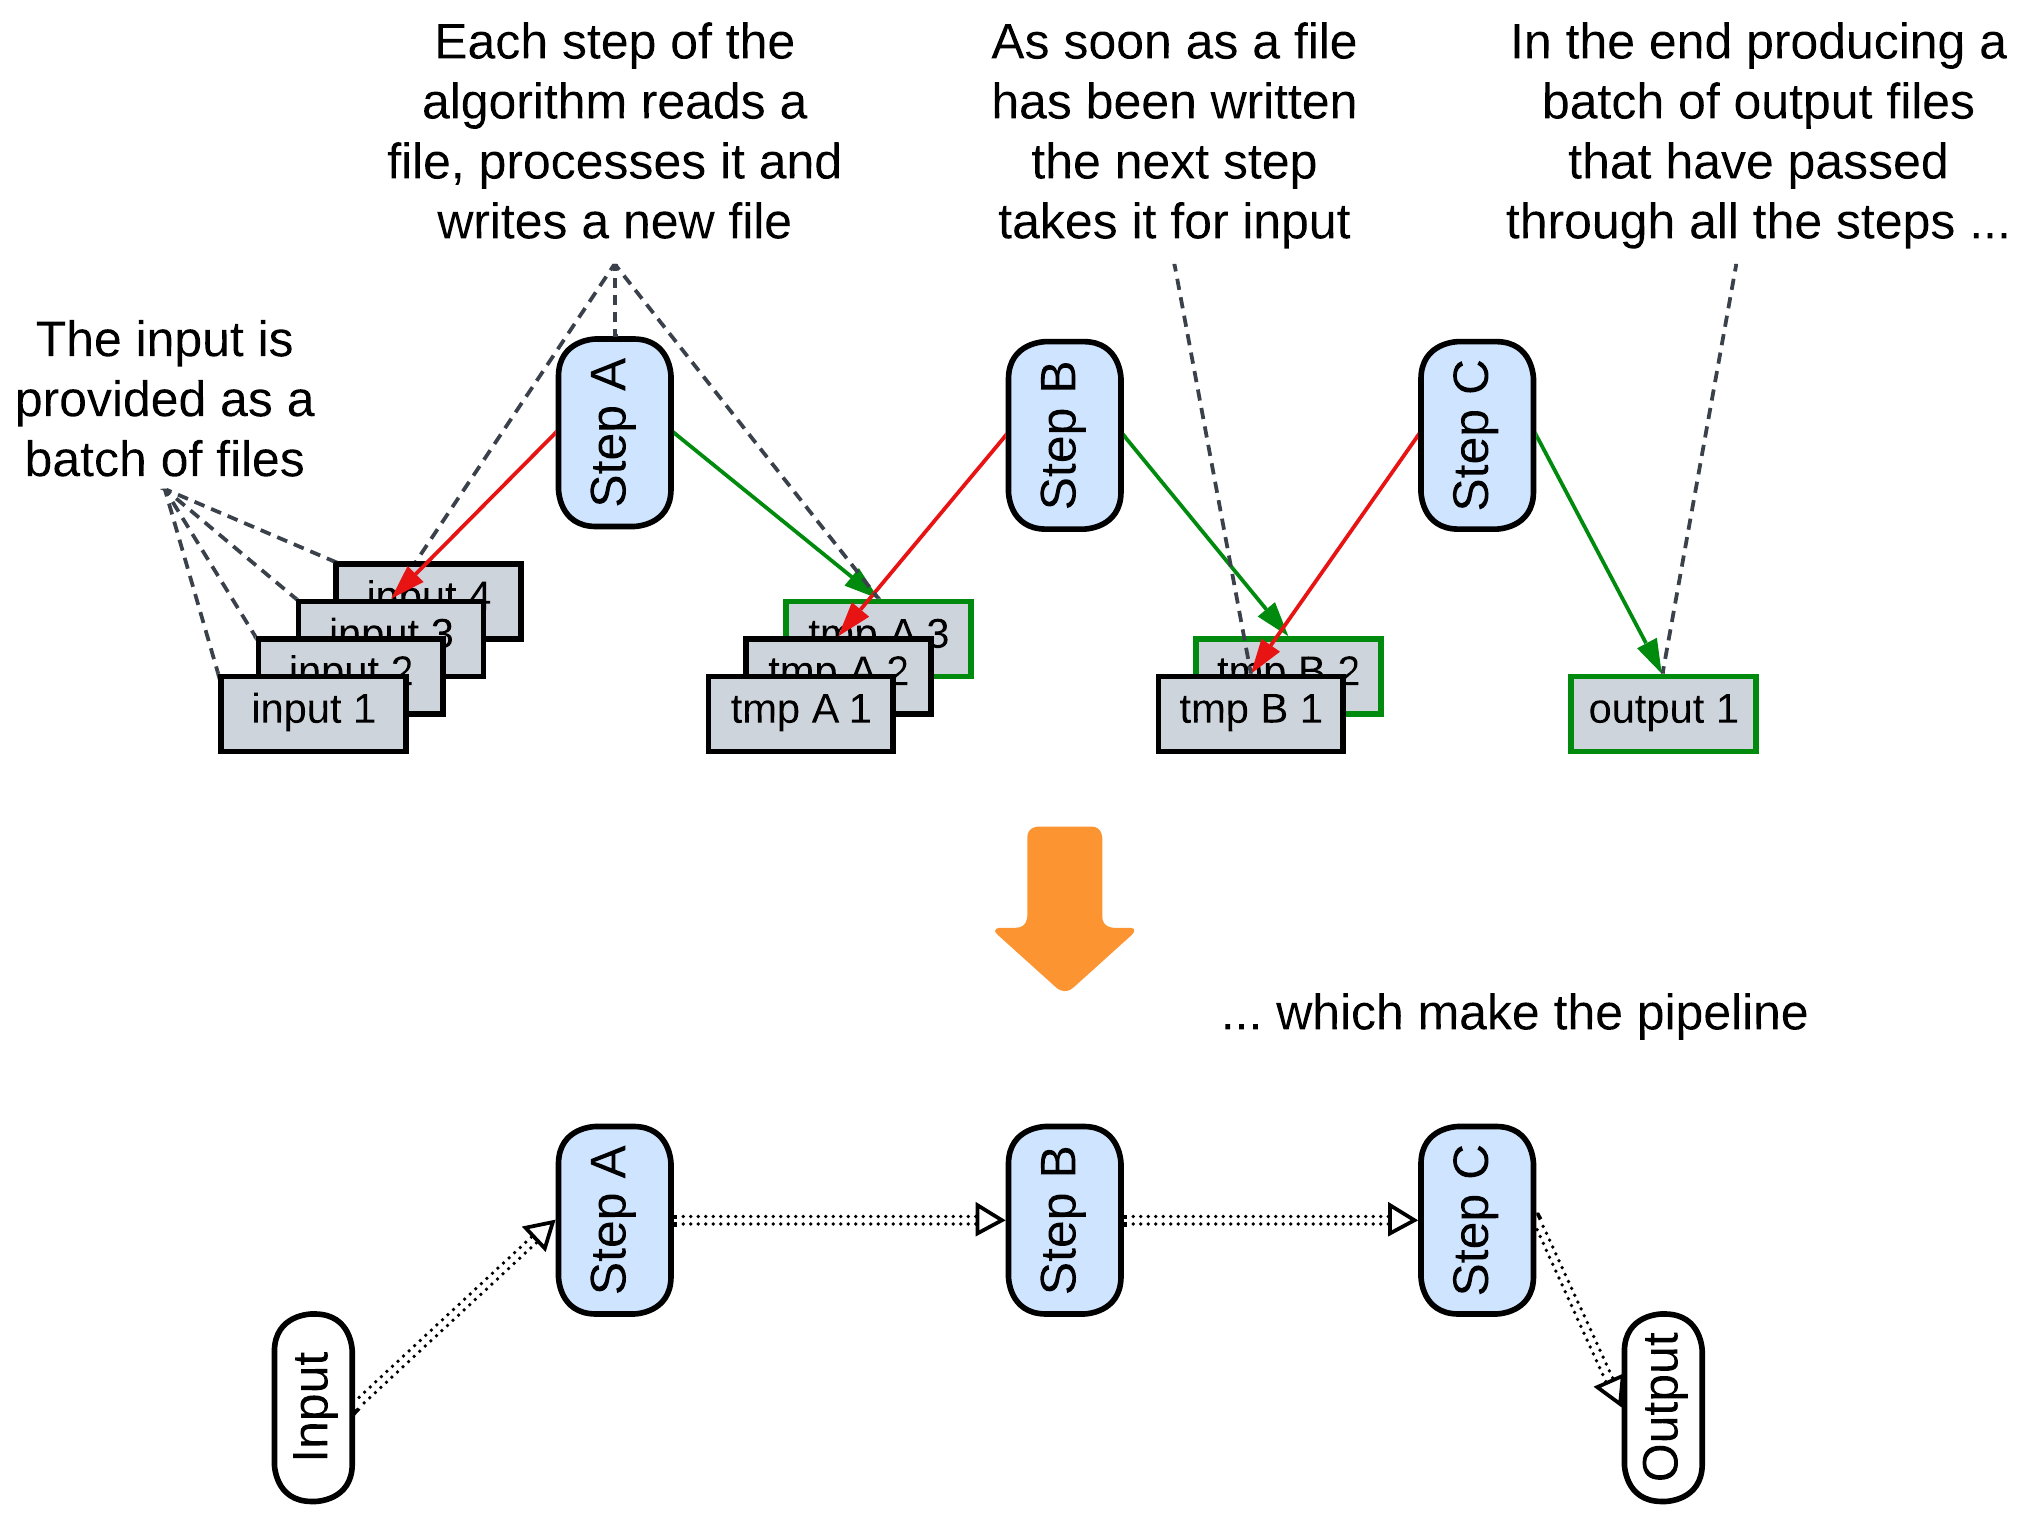 Each step of the
algorithm reads a
file, processes it and
writes a new file
As soon as a file
has been written
the next step
takes it for input
In the end producing a
batch of output files
that have passed
through all the steps ...
The input is
provided as a
batch of files
Step A
Step B
Step C
input 4
input 3
input 2
input 1
tmp A 3
tmp A 2
tmp A 1
tmp B 2
tmp B 1
output 1
... which make the pipeline
Step A
Step B
Step C
Input
Output